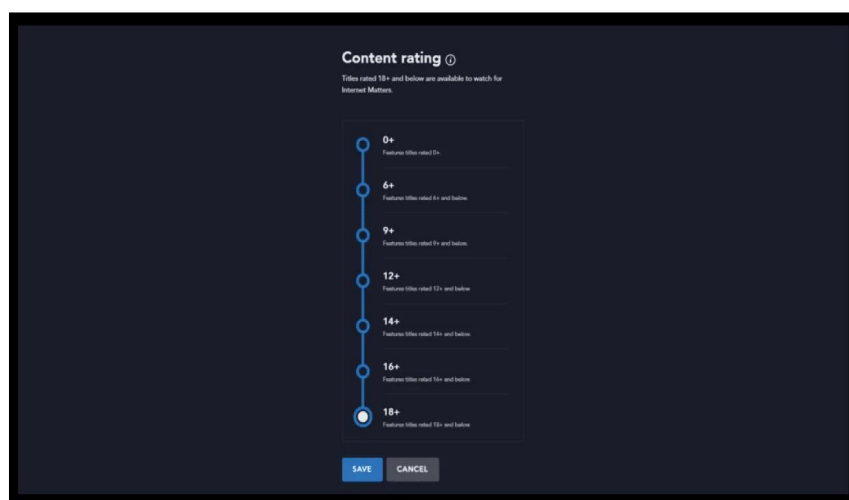 Content rating
Titles rated 18+ and below are available to watch for
Internet Matters.
0+
Features titles rated 0+.
6+
Features titles rated 6+ and below.
9+
Features titles rated 9+ and below.
12+
Features titles rated 12+ and below.
14+
Features titles rated 14+ and below.
16+
Features titles rated 16+ and below.
18+
Features titles rated 18+ and below.
SAVE CANCEL